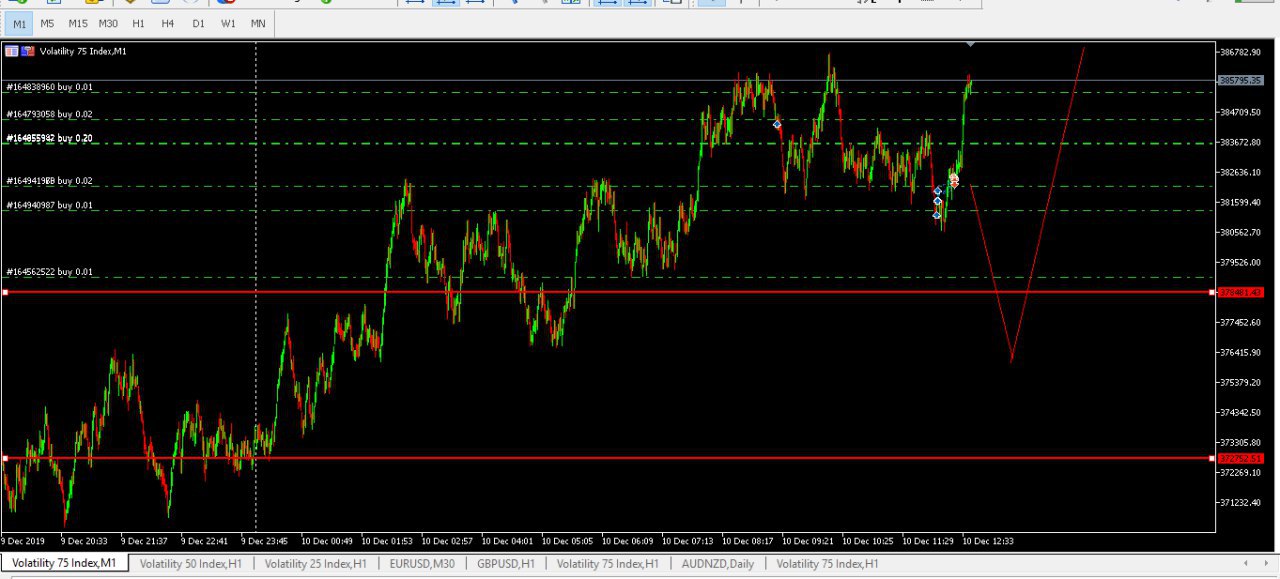 M1 M5 M15 M30 H1 H4 D1 W1 MN
Volatility 75 Index,M1
386782.90
385795.35
#164838960 buy 0.01
384709.50
#164793058 buy 0.02
buy 0.20
383672.80
382636.10
buy 0.02
381599.40
#164940987 buy 0.01
380562.70
379526.00
#164562522 buy 0.01
377452.60
376415.90
375379.20
374342.50
373305.80
372752.51
372269.10
371232.40
9 Dec 2019 9 Dec 20:33 9 Dec 21:37 9 Dec 22:41 9 Dec 23:45 10 Dec 00:49 10 Dec 01:53 10 Dec 02:57 10 Dec 04:01 10 Dec 05:05 10 Dec 06:09 10 Dec 07:13 10 Dec 08:17 10 Dec 09:21 10 Dec 10:25 10 Dec 11:29 10 Dec 12:33
Volatility 75 Index,M1 Volatility 50 Index,H1 Volatility 25 Index,H1 EURUSD,M30 GBPUSD,H1 Volatility 75 Index,H1 AUDNZD,Daily Volatility 75 Index,H1